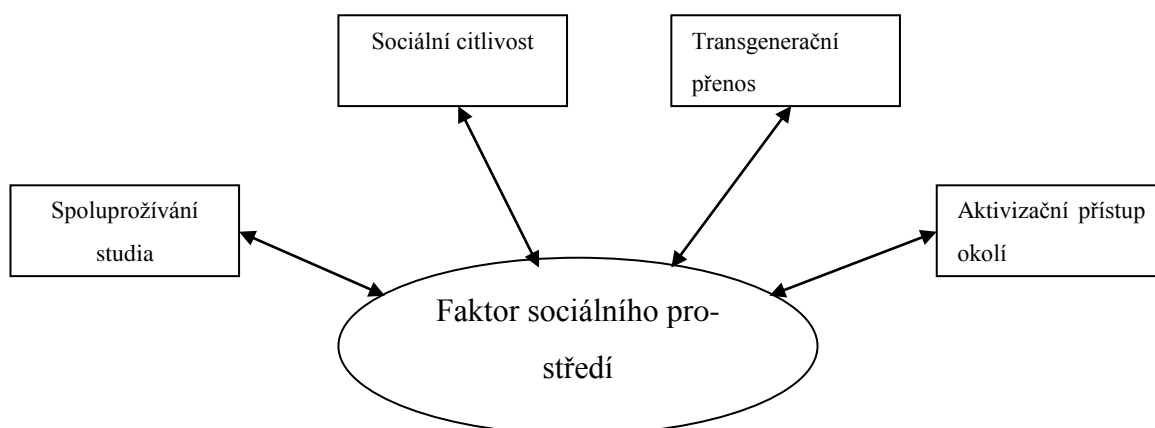 Sociální citlivost
Transgenerační
přenos
Spoluprožívání
studia
Aktivizační přístup
okolí
Faktor sociálního pro-
středí